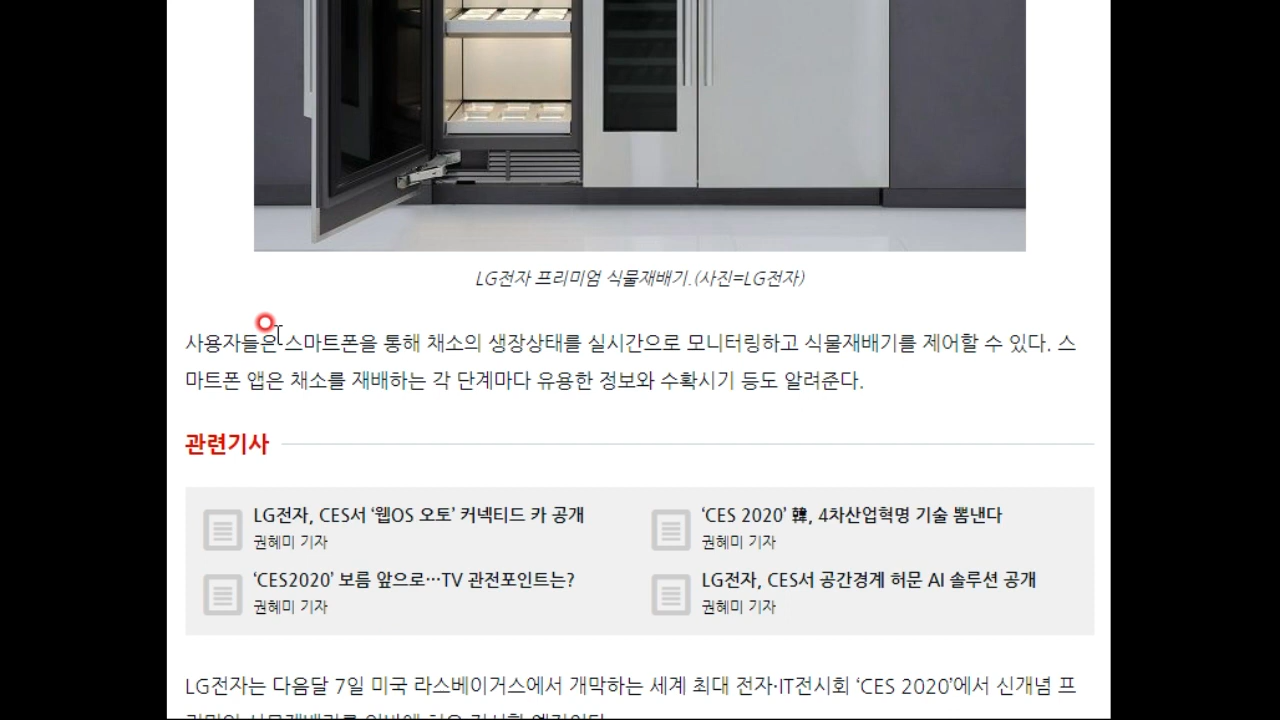 LG전자 프리미엄 식물재배기.(사진=LG전자)
사용자들은 스마트폰을 통해 채소의 생장상태를 실시간으로 모니터링하고 식물재배기를 제어할 수 있다. 스
마트폰 앱은 채소를 재배하는 각 단계마다 유용한 정보와 수확시기 등도 알려준다.
관련기사
LG전자, CES서 ‘웹OS 오토’ 커넥티드 카 공개
권혜미 기자
‘CES 2020’ 韓, 4차산업혁명 기술 뽐낸다
권혜미 기자
‘CES2020’ 보름 앞으로…TV 관전포인트는?
권혜미 기자
LG전자, CES서 공간경계 허문 AI 솔루션 공개
권혜미 기자
LG전자는 다음달 7일 미국 라스베이거스에서 개막하는 세계 최대 전자·IT전시회 ‘CES 2020’에서 신개념 프